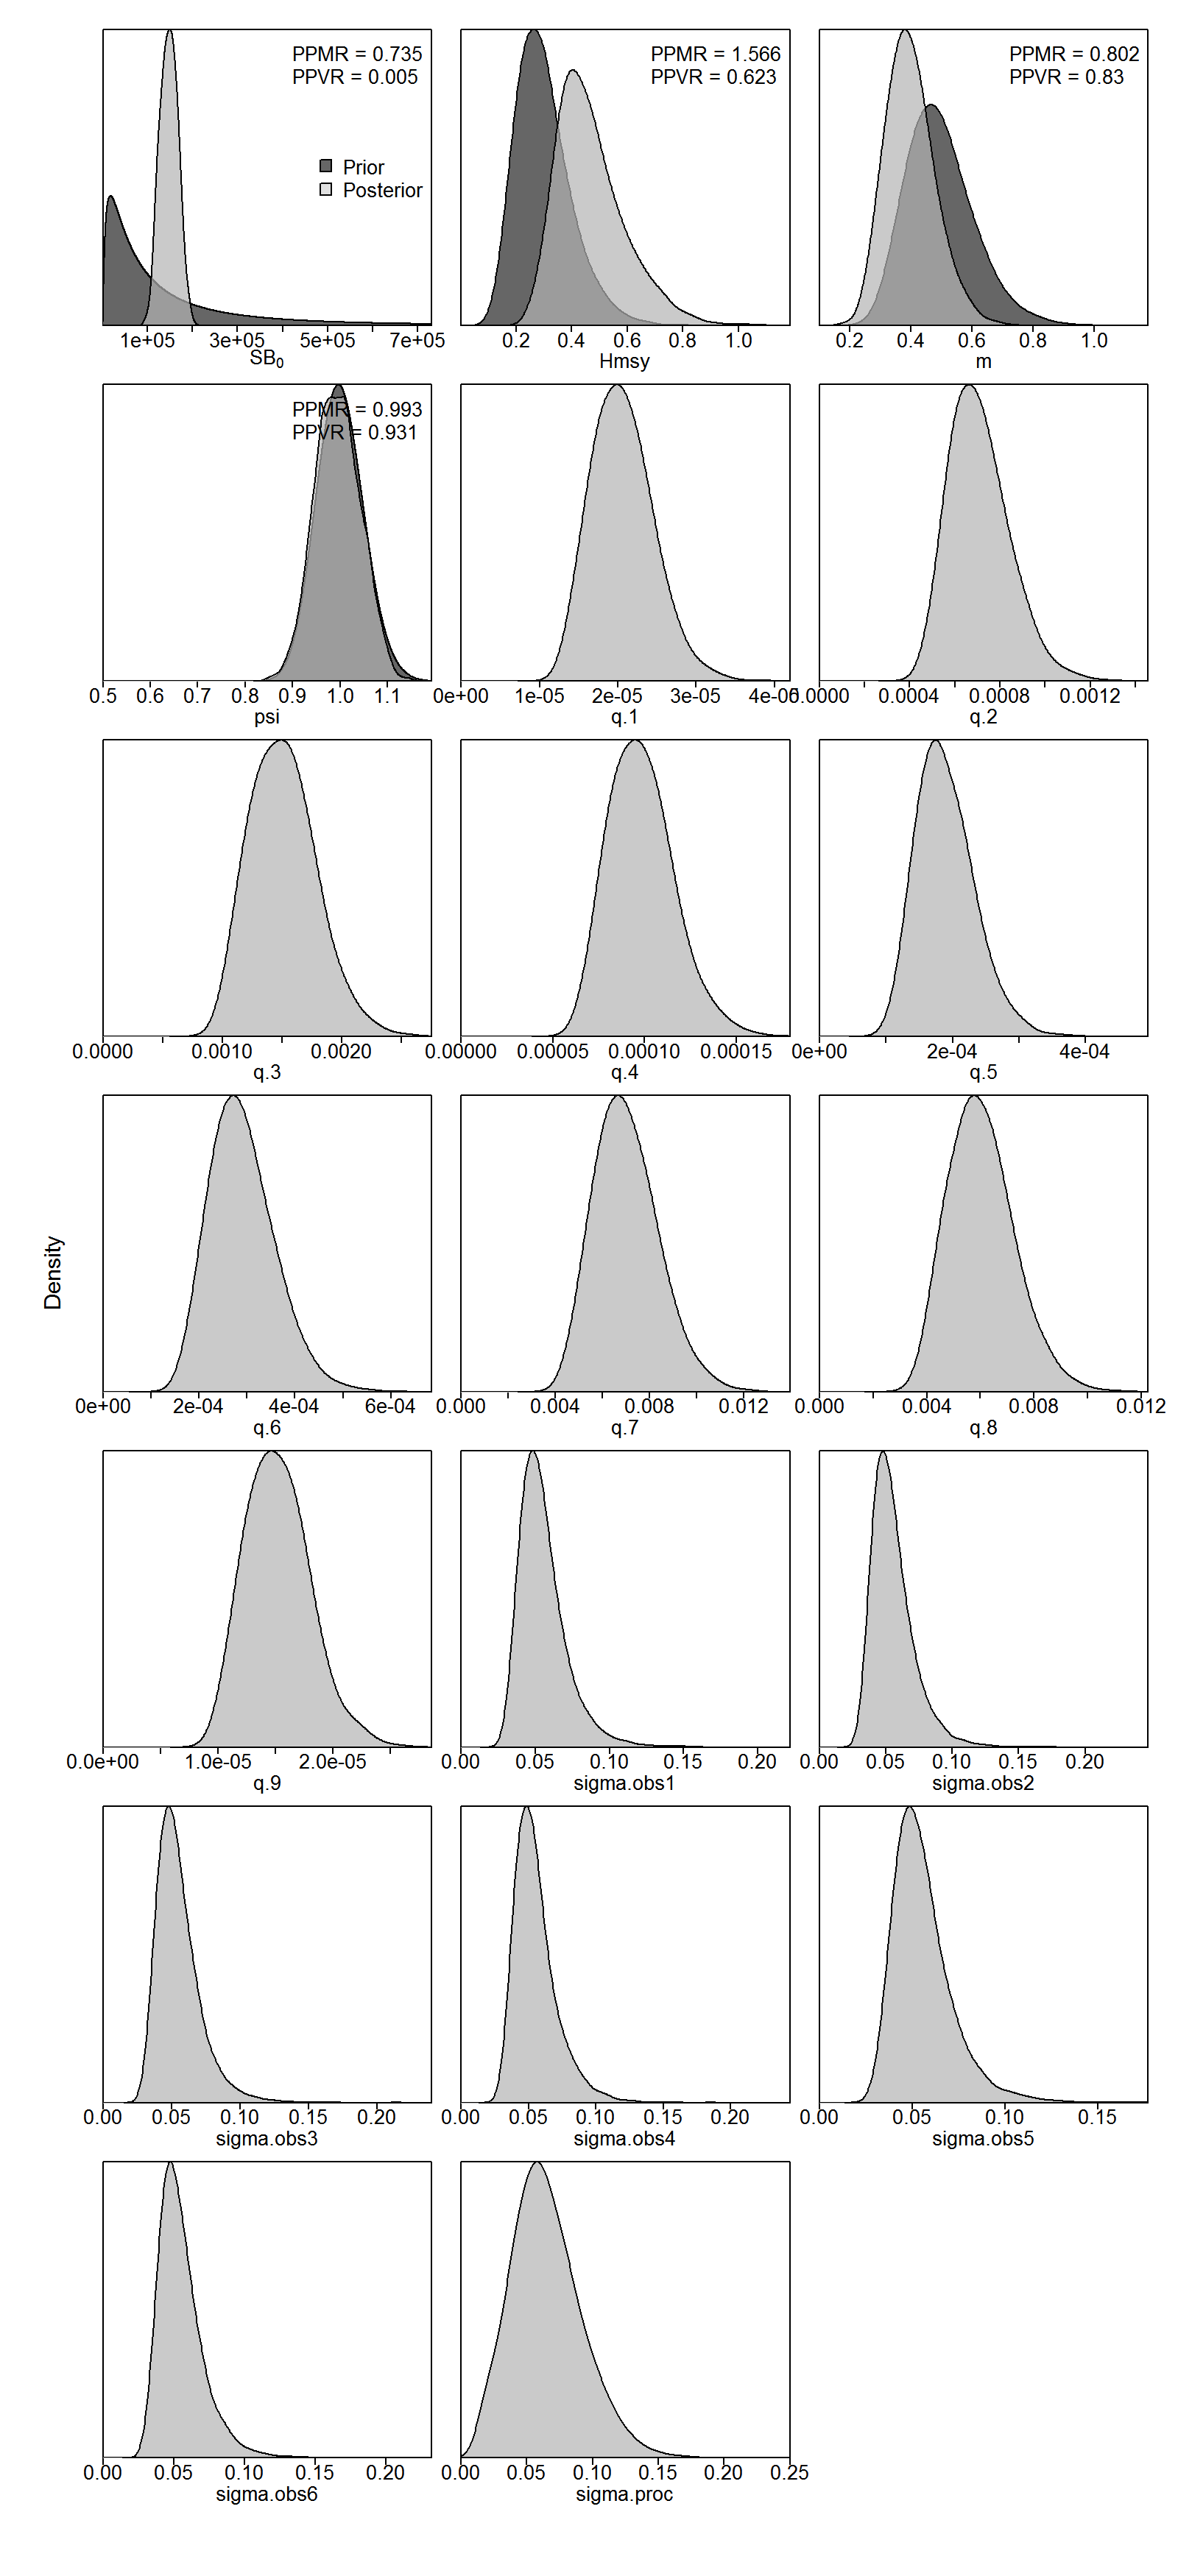 PPMR = 0.735
PPVR = 0.005
Prior
Posterior
1e+05 3e+05 5e+05 7e+05
SB₀
PPMR = 1.566
PPVR = 0.623
0.2 0.4 0.6 0.8 1.0
Hmsy
PPMR = 0.802
PPVR = 0.83
0.2 0.4 0.6 0.8 1.0
m
PPMR = 0.993
PPVR = 0.931
0.5 0.6 0.7 0.8 0.9 1.0 1.1
psi
0e+00 1e-05 2e-05 3e-05 4e-05
q.1
0.0000 0.0004 0.0008 0.0012
q.2
0.0000 0.0010 0.0020
q.3
0.00000 0.00005 0.00010 0.00015
q.4
0e+00 2e-04 4e-04
q.5
Density
0e+00 2e-04 4e-04 6e-04
q.6
0.000 0.004 0.008 0.012
q.7
0.000 0.004 0.008 0.012
q.8
0.0e+00 1.0e-05 2.0e-05
q.9
0.00 0.05 0.10 0.15 0.20
sigma.obs1
0.00 0.05 0.10 0.15 0.20
sigma.obs2
0.00 0.05 0.10 0.15 0.20
sigma.obs3
0.00 0.05 0.10 0.15 0.20
sigma.obs4
0.00 0.05 0.10 0.15
sigma.obs5
0.00 0.05 0.10 0.15 0.20
sigma.obs6
0.00 0.05 0.10 0.15 0.20 0.25
sigma.proc